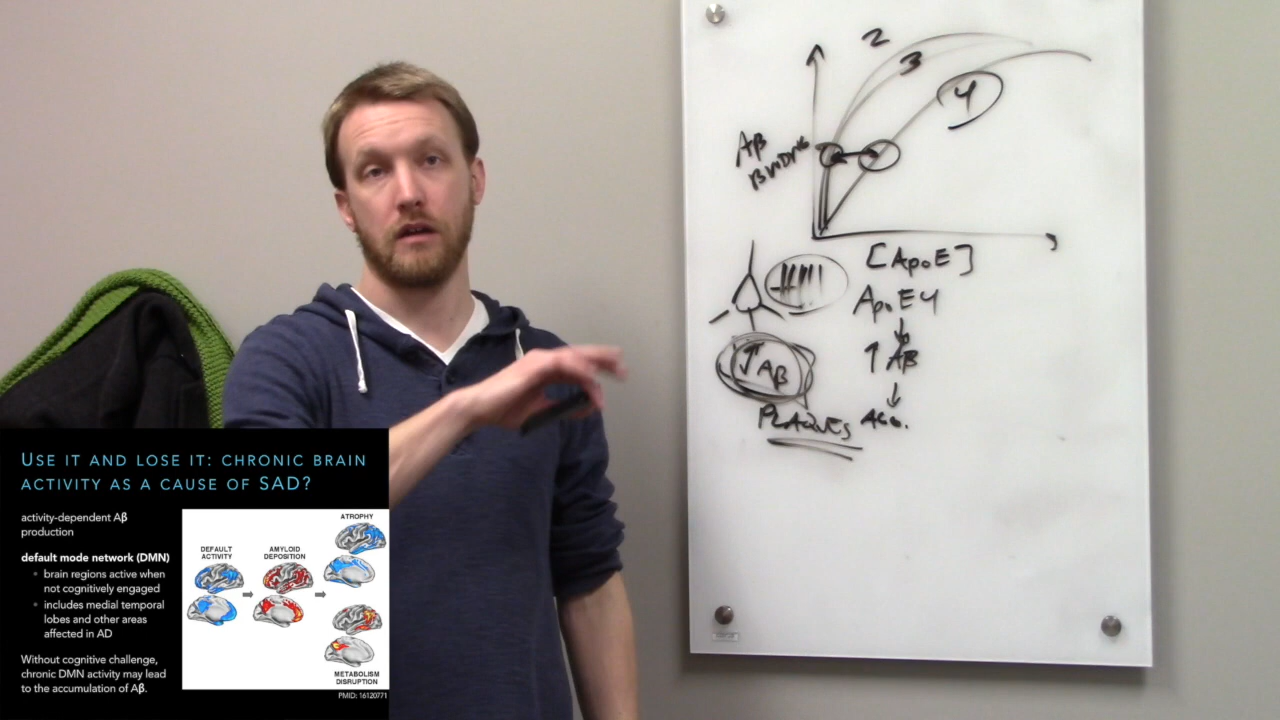 USE IT AND LOSE IT: CHRONIC BRAIN
ACTIVITY AS A CAUSE OF SAD?
activity-dependent Aβ
production
default mode network (DMN)
• brain regions active when
not cognitively engaged
• includes medial temporal
lobes and other areas
affected in AD
Without cognitive challenge,
chronic DMN activity may lead
to the accumulation of Aβ.
DEFAULT
ACTIVITY
AMYLOID
DEPOSITION
ATROPHY
METABOLISM
DISRUPTION
PMID: 16120771
2
3
4
Aβ
BINDING
[ApoE]
ApoE4
↓
↑ Aβ
↓
AGG.
↑ Aβ
PLAQUES